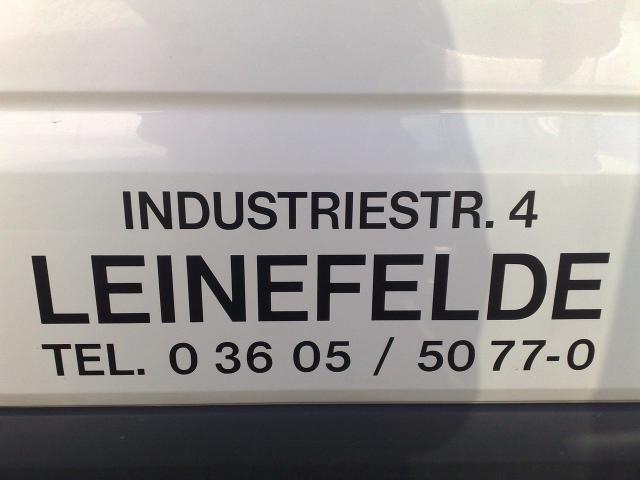 INDUSTRIESTR. 4
LEINEFELDE
TEL. 0 36 05 / 50 77-0